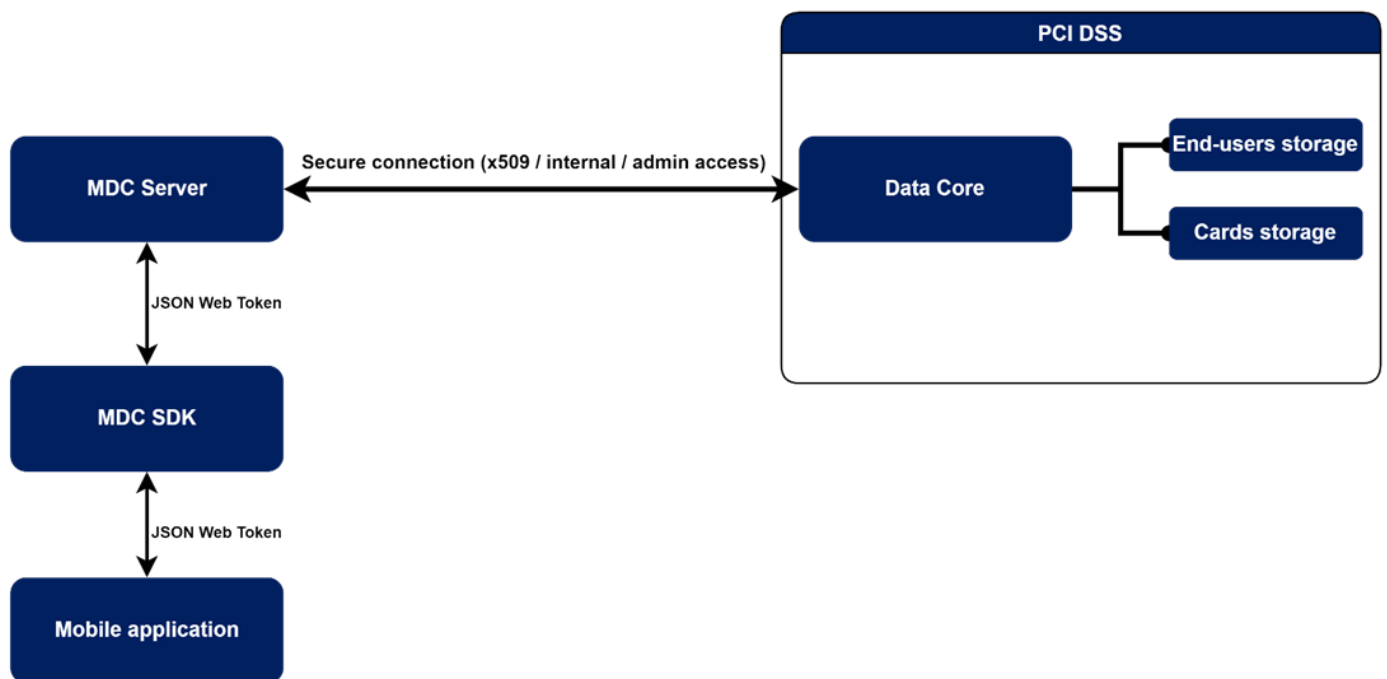 PCI DSS
End-users storage
Secure connection (x509 / internal / admin access)
MDC Server
Data Core
Cards storage
JSON Web Token
MDC SDK
JSON Web Token
Mobile application